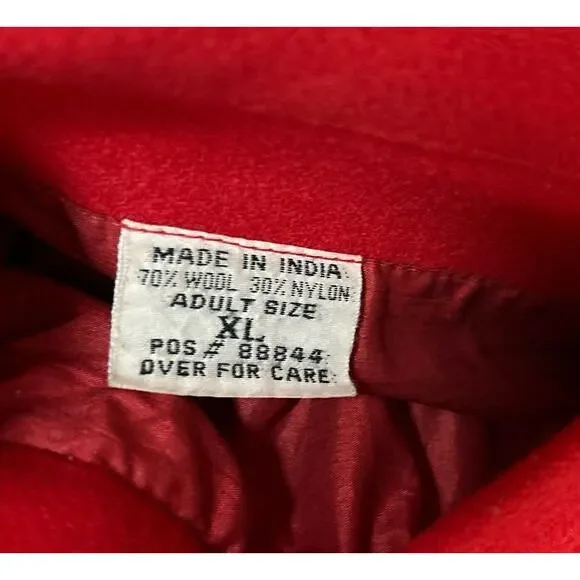 MADE IN INDIA
70% WOOL 30% NYLON
ADULT SIZE
XL
POS # 88844
OVER FOR CARE